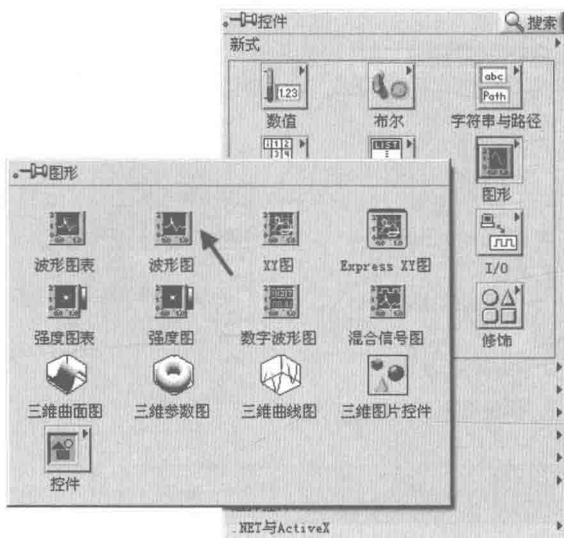 控件
搜索
新式
1.23
abc
Path
数值
布尔
字符串与路径
LIST
图形
I/O
修饰
图形
波形图表
波形图
XY图
Express XY图
强度图表
强度图
数字波形图
混合信号图
三维曲面图
三维参数图
三维曲线图
三维图片控件
控件
.NET与ActiveX